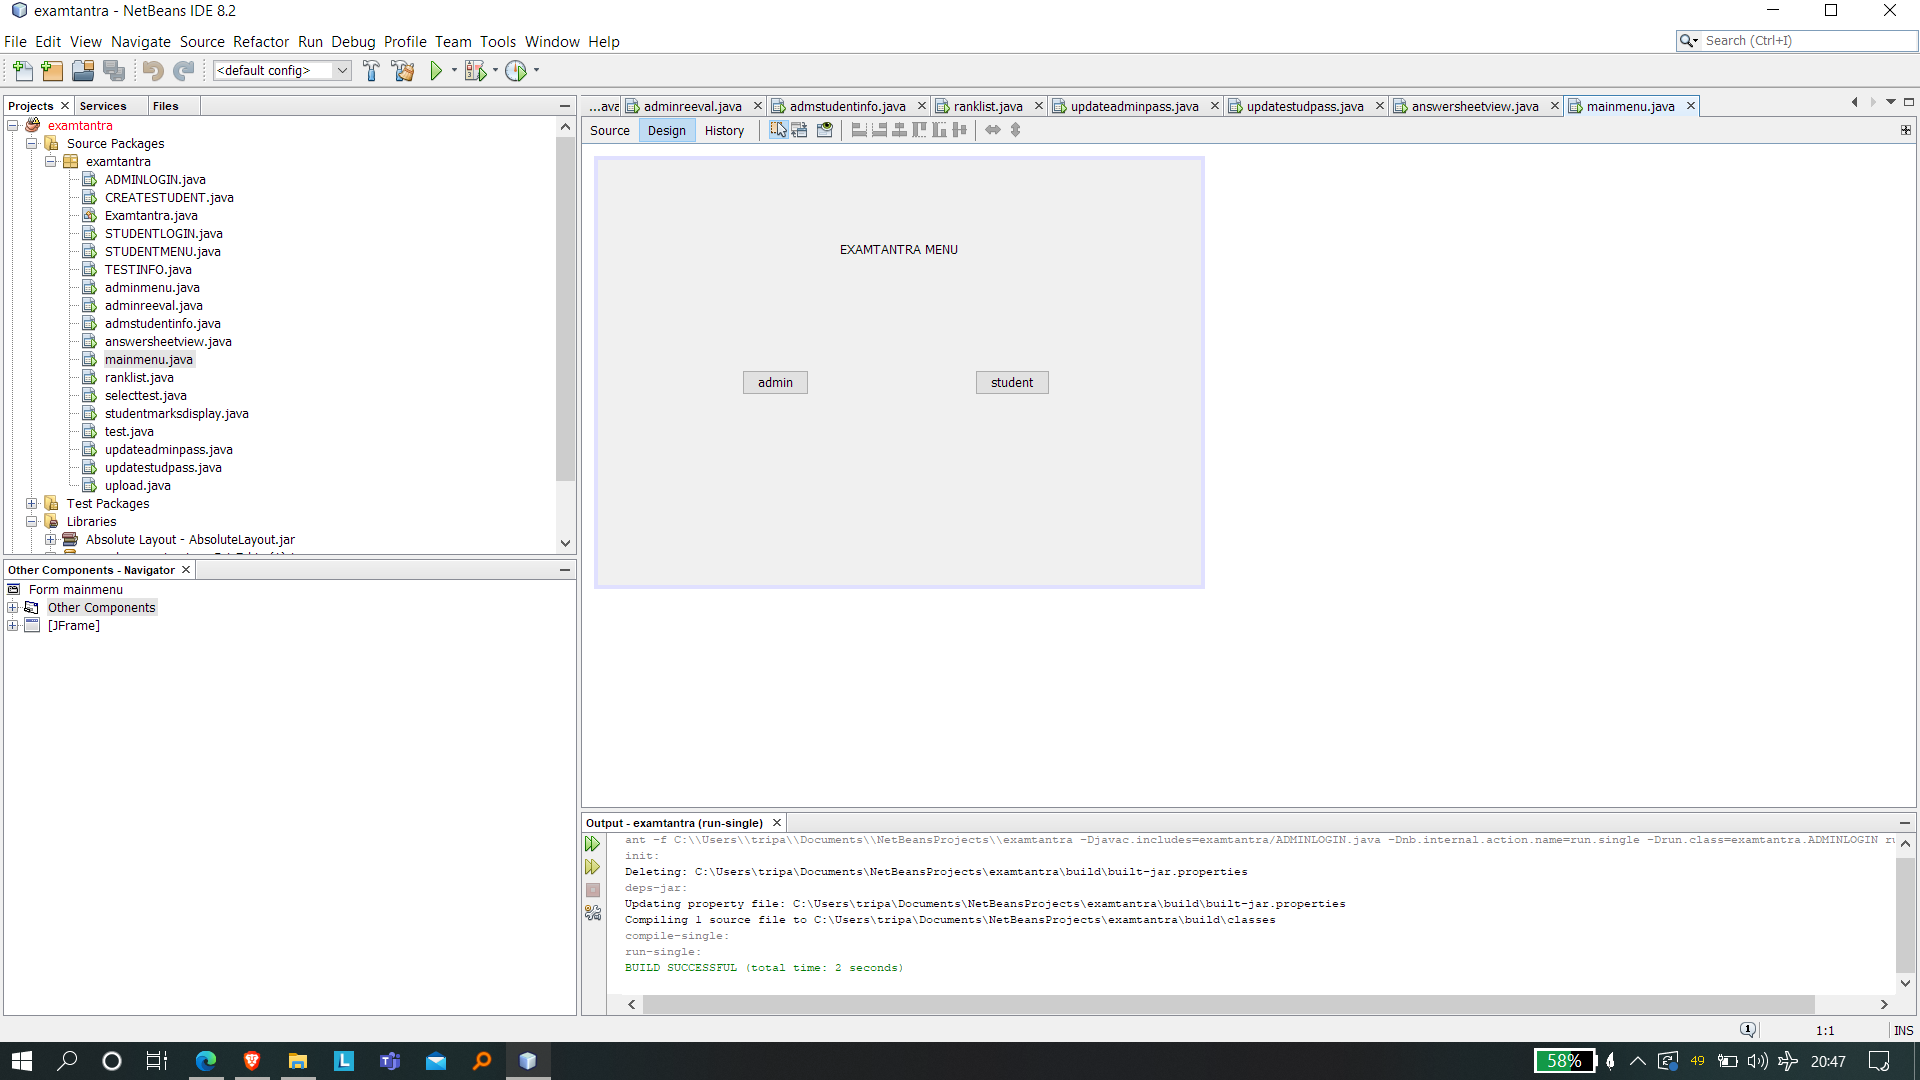 examtantra - NetBeans IDE 8.2
File Edit View Navigate Source Refactor Run Debug Profile Team Tools Window Help
Search (Ctrl+I)
<default config>
Projects Services Files
examtantra
Source Packages
examtantra
ADMINLOGIN.java
CREATESTUDENT.java
Examtantra.java
STUDENTLOGIN.java
STUDENTMENU.java
TESTINFO.java
adminmenu.java
adminreeval.java
admstudentinfo.java
answersheetview.java
mainmenu.java
ranklist.java
selecttest.java
studentmarksdisplay.java
test.java
updateadminpass.java
updatestudpass.java
upload.java
Test Packages
Libraries
Absolute Layout - AbsoluteLayout.jar
Other Components - Navigator
Form mainmenu
Other Components
[JFrame]
...ava adminreeval.java admstudentinfo.java ranklist.java updateadminpass.java updatestudpass.java answersheetview.java mainmenu.java
Source Design History
EXAMTANTRA MENU
admin student
Output - examtantra (run-single)
ant -f C:\\Users\\tripa\\Documents\\NetBeansProjects\\examtantra -Djavac.includes=examtantra/ADMINLOGIN.java -Dnb.internal.action.name=run.single -Drun.class=examtantra.ADMINLOGIN
init:
Deleting: C:\Users\tripa\Documents\NetBeansProjects\examtantra\build\built-jar.properties
deps-jar:
Updating property file: C:\Users\tripa\Documents\NetBeansProjects\examtantra\build\built-jar.properties
Compiling 1 source file to C:\Users\tripa\Documents\NetBeansProjects\examtantra\build\classes
compile-single:
run-single:
BUILD SUCCESSFUL (total time: 2 seconds)
1:1 INS
58% 49 20:47